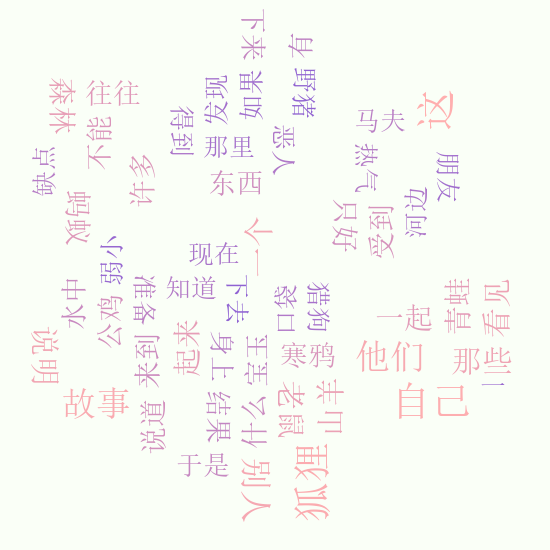 下来
有
这
野猪
如果
发现
往往
森林
得到
不能
马夫
恶人
那里
热气
朋友
缺点
许多
东西
蚂蚁
只好
受到
河边
一个
弱小
现在
水中
公鸡
准备
知道
下去
袋口
猎狗
一起
青蛙
看见
说明
来到
起来
身上
宝玉
寒鸦
他们
那些
一
故事
自己
说道
结果
什么
老鼠
山羊
于是
别人
狐狸